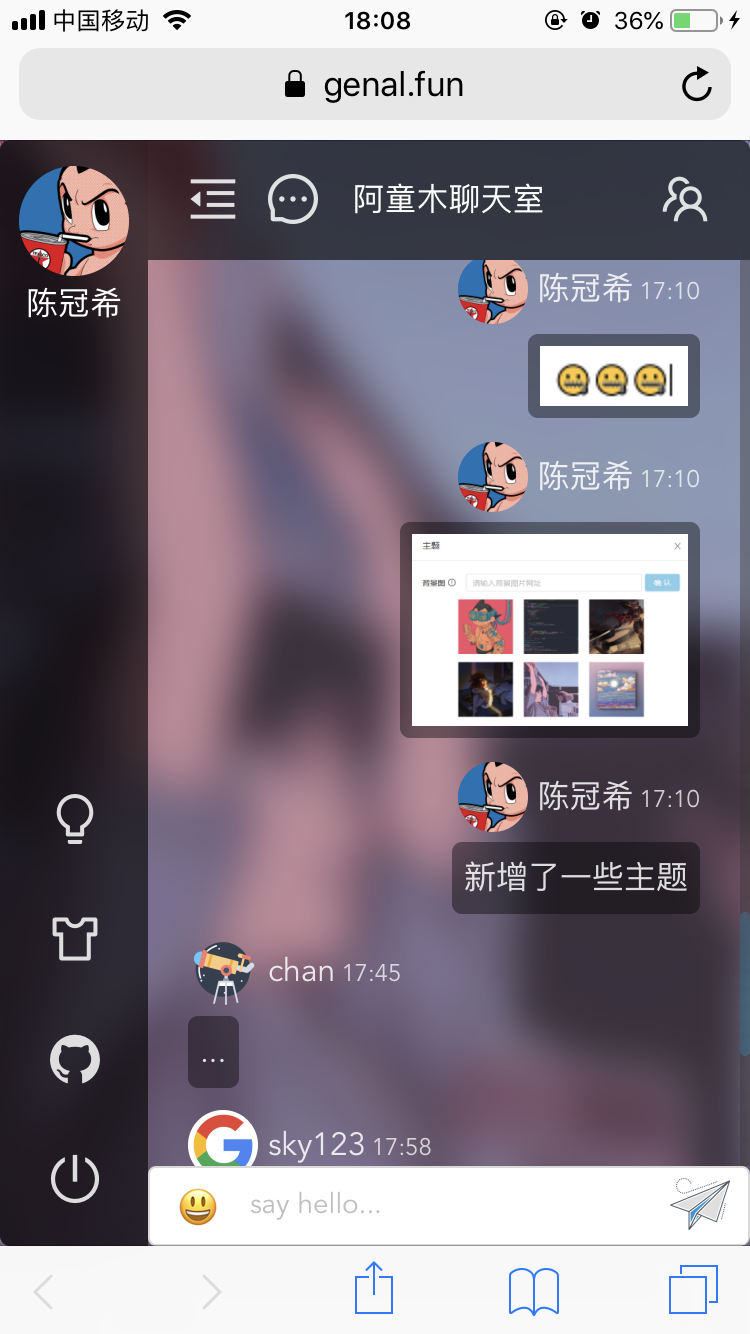 中国移动
18:08
36%
genal.fun
阿童木聊天室
陈冠希
陈冠希 17:10
陈冠希 17:10
主题
背景图
请输入背景图片网址
确认
陈冠希 17:10
新增了一些主题
chan 17:45
...
sky123 17:58
say hello...